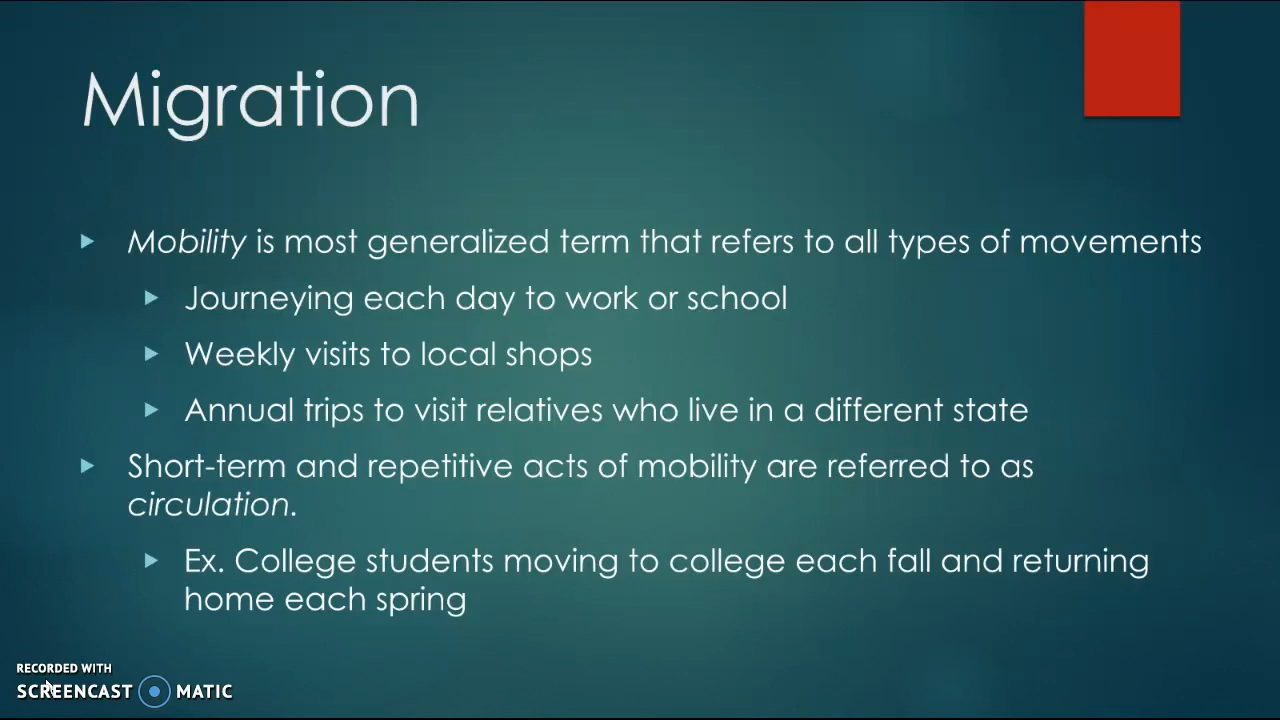 Migration
Mobility is most generalized term that refers to all types of movements
Journeying each day to work or school
Weekly visits to local shops
Annual trips to visit relatives who live in a different state
Short-term and repetitive acts of mobility are referred to as
circulation.
Ex. College students moving to college each fall and returning
home each spring
RECORDED WITH
SCREENCAST MATIC